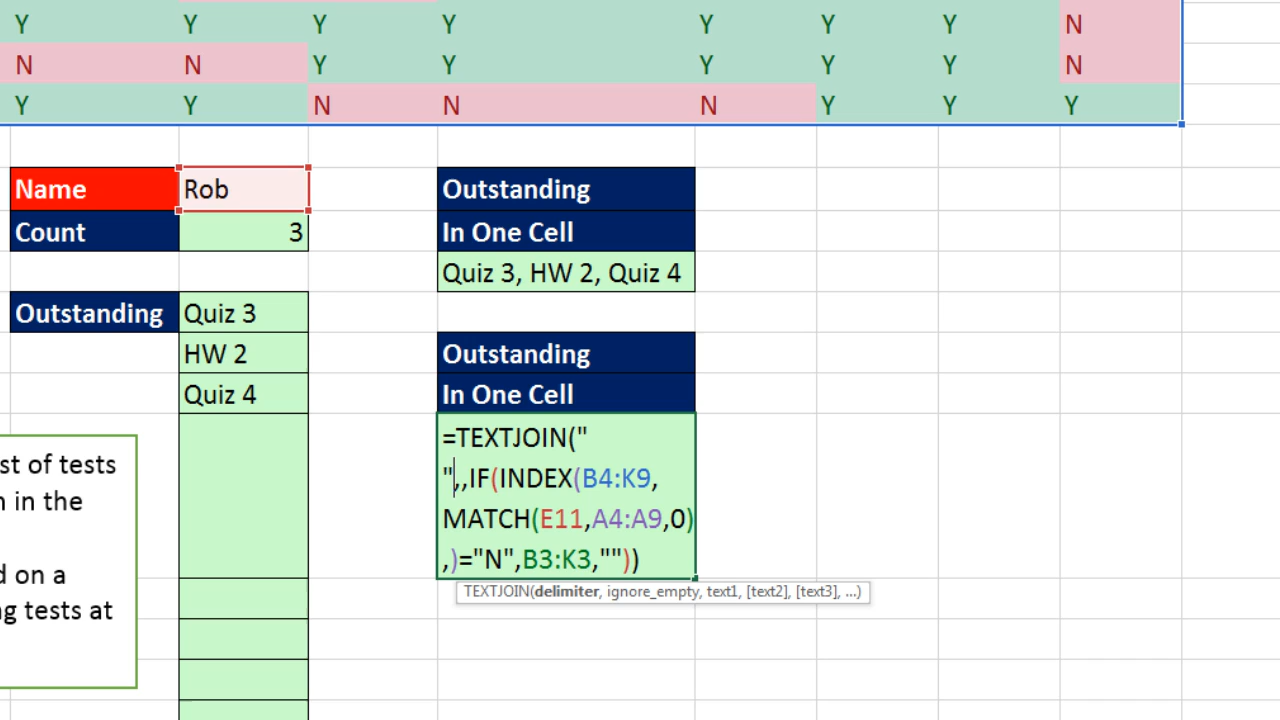 Y Y Y Y Y Y Y N
N N Y Y Y Y Y N
Y Y N N N Y Y Y
Name Rob
Count 3
Outstanding
In One Cell
Quiz 3, HW 2, Quiz 4
Outstanding Quiz 3
HW 2
Quiz 4
Outstanding
In One Cell
=TEXTJOIN("
",,IF(INDEX(B4:K9,
MATCH(E11,A4:A9,0)
,)="N",B3:K3,""))
TEXTJOIN(delimiter, ignore_empty, text1, [text2], [text3], ...)
st of tests
n in the
d on a
ng tests at